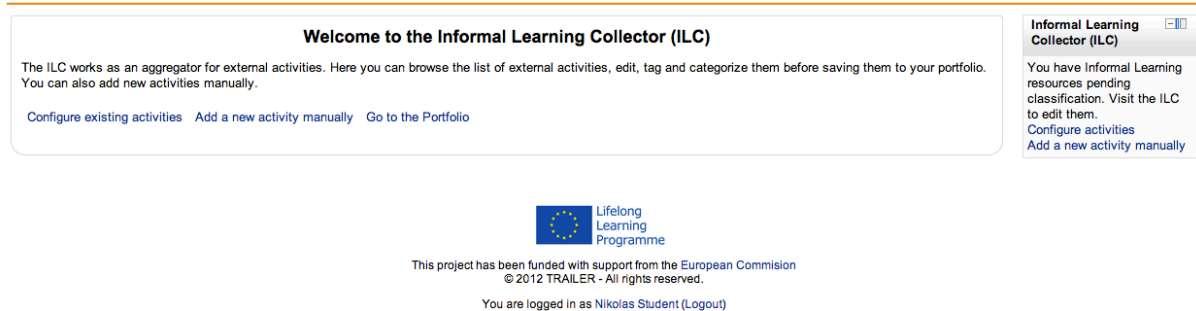 Welcome to the Informal Learning Collector (ILC)
The ILC works as an aggregator for external activities. Here you can browse the list of external activities, edit, tag and categorize them before saving them to your portfolio.
You can also add new activities manually.
Configure existing activities Add a new activity manually Go to the Portfolio
Informal Learning
Collector (ILC)
You have Informal Learning
resources pending
classification. Visit the ILC
to edit them.
Configure activities
Add a new activity manually
Lifelong
Learning
Programme
This project has been funded with support from the European Commision
© 2012 TRAILER - All rights reserved.
You are logged in as Nikolas Student (Logout)